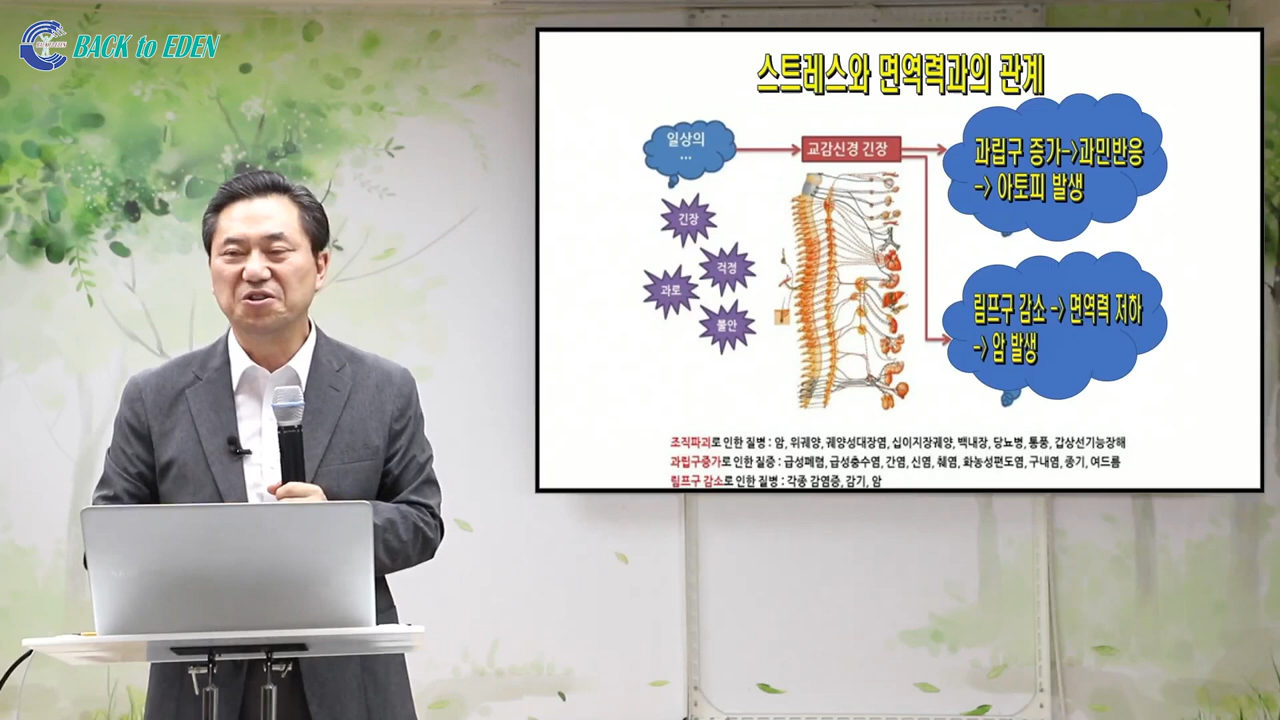 BACK to EDEN
스트레스와 면역력과의 관계
일상의
...
교감신경 긴장
과립구 증가->과민반응
-> 아토피 발생
긴장
걱정
과로
불안
림프구 감소 -> 면역력 저하
-> 암 발생
조직파괴로 인한 질병 : 암, 위궤양, 궤양성대장염, 십이지장궤양, 백내장, 당뇨병, 통풍, 갑상선기능장해
과립구증가로 인한 질증 : 급성폐렴, 급성충수염, 간염, 신염, 췌염, 화농성편도염, 구내염, 종기, 여드름
림프구 감소로 인한 질병 : 각종 감염증, 감기, 암